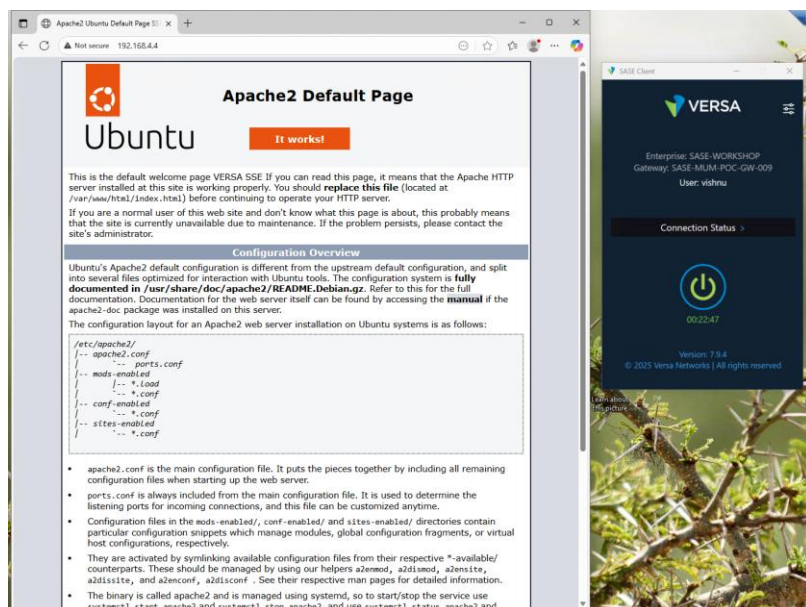 Apache2 Ubuntu Default Page SS
Not secure 192.168.4.4
Apache2 Default Page
Ubuntu
It works!
This is the default welcome page VERSA SSE If you can read this page, it means that the Apache HTTP
server installed at this site is working properly. You should replace this file (located at
/var/www/html/index.html) before continuing to operate your HTTP server.
If you are a normal user of this web site and don't know what this page is about, this probably means
that the site is currently unavailable due to maintenance. If the problem persists, please contact the
site's administrator.
Configuration Overview
Ubuntu's Apache2 default configuration is different from the upstream default configuration, and split
into several files optimized for interaction with Ubuntu tools. The configuration system is fully
documented in /usr/share/doc/apache2/README.Debian.gz. Refer to this for the full
documentation. Documentation for the web server itself can be found by accessing the manual if the
apache2-doc package was installed on this server.
The configuration layout for an Apache2 web server installation on Ubuntu systems is as follows:
/etc/apache2/
|-- apache2.conf
|       `--  ports.conf
|-- mods-enabled
|       |-- *.load
|       `-- *.conf
|-- conf-enabled
|       `-- *.conf
|-- sites-enabled
|       `-- *.conf
• apache2.conf is the main configuration file. It puts the pieces together by including all remaining
configuration files when starting up the web server.
• ports.conf is always included from the main configuration file. It is used to determine the
listening ports for incoming connections, and this file can be customized anytime.
• Configuration files in the mods-enabled/, conf-enabled/ and sites-enabled/ directories contain
particular configuration snippets which manage modules, global configuration fragments, or virtual
host configurations, respectively.
• They are activated by symlinking available configuration files from their respective *-available/
counterparts. These should be managed by using our helpers a2enmod, a2dismod, a2ensite,
a2dissite, and a2enconf, a2disconf . See their respective man pages for detailed information.
• The binary is called apache2 and is managed using systemd, so to start/stop the service use
systemctl start apache2 and systemctl stop apache2, and use systemctl status apache2 and
SASE Client
VERSA
Enterprise: SASE-WORKSHOP
Gateway: SASE-MUM-POC-GW-009
User: vishnu
Connection Status >
00:22:47
Version: 7.9.4
© 2025 Versa Networks | All rights reserved
Learn about
this picture